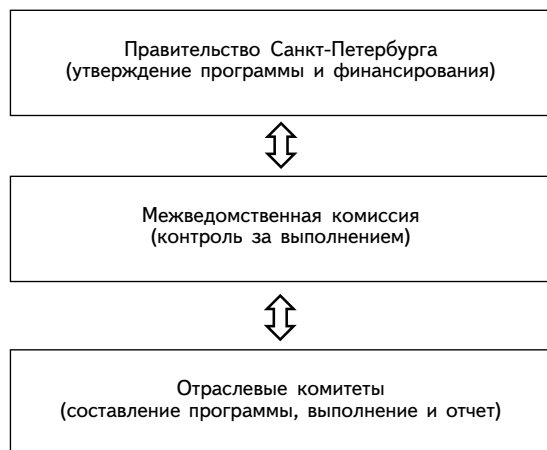 Правительство Санкт-Петербурга
(утверждение программы и финансирования)
Межведомственная комиссия
(контроль за выполнением)
Отраслевые комитеты
(составление программы, выполнение и отчет)